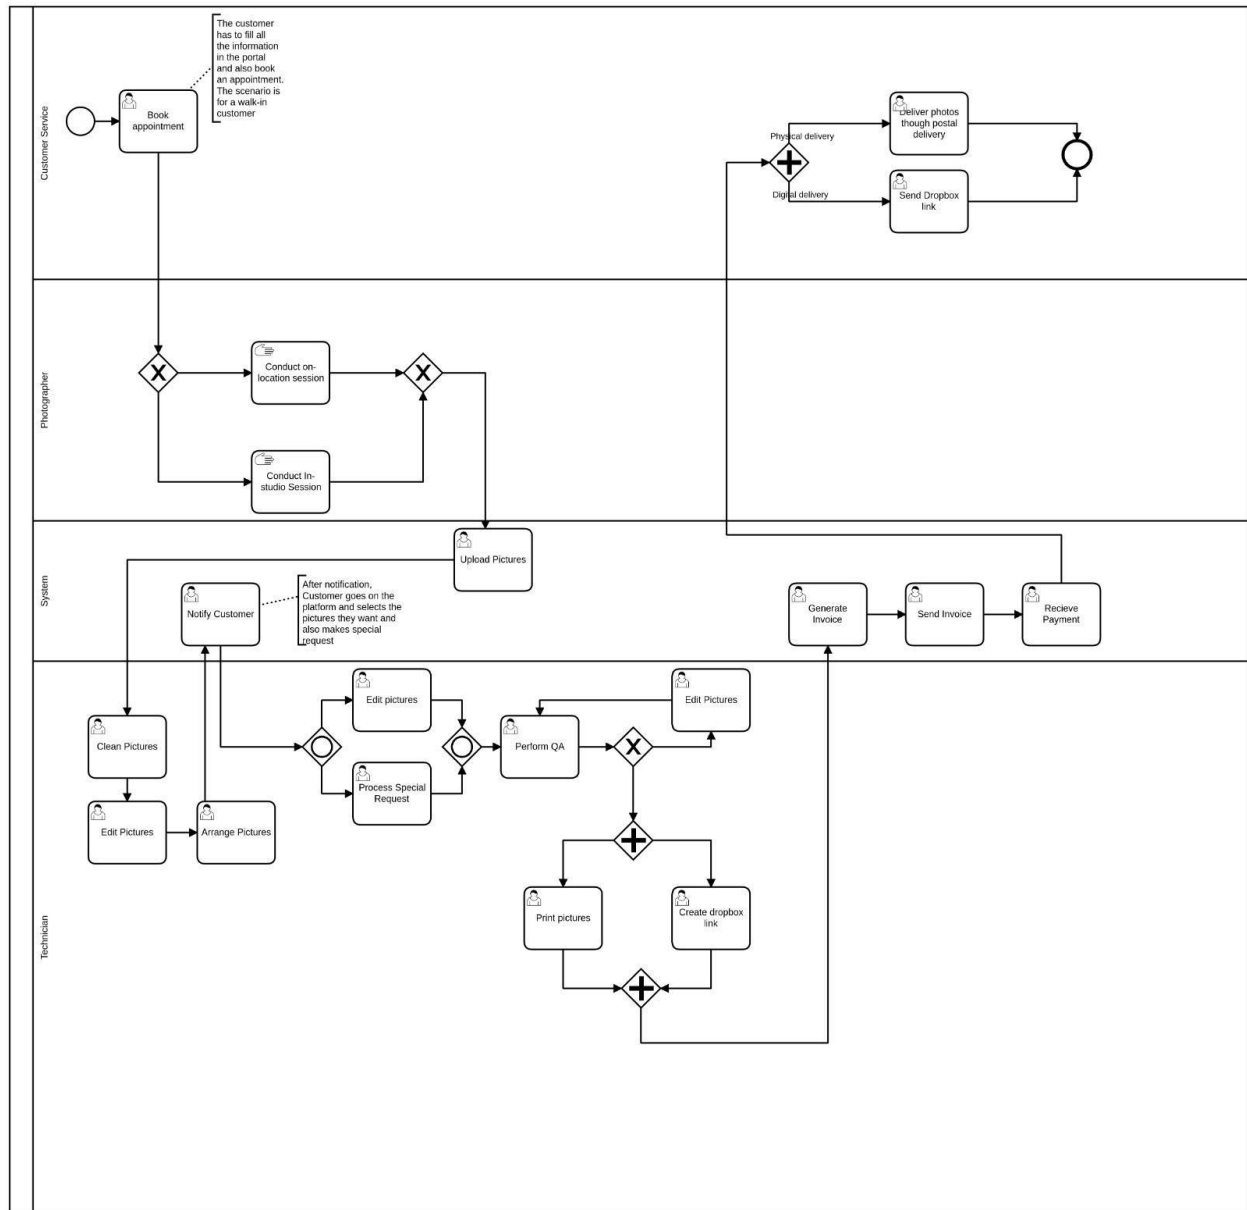 Customer Service
The customer
has to fill all
the information
in the portal
and also book
an appointment.
The scenario is
for a walk-in
customer
Book
appointment
Physical delivery
Digital delivery
Deliver photos
though postal
delivery
Send Dropbox
link
Photographer
Conduct on-
location session
Conduct In-
studio Session
System
Upload Pictures
Notify Customer
After notification,
Customer goes on the
platform and selects the
pictures they want and
also makes special
request
Generate
Invoice
Send Invoice
Recieve
Payment
Technician
Clean Pictures
Edit Pictures
Arrange Pictures
Edit pictures
Process Special
Request
Perform QA
Edit Pictures
Print pictures
Create dropbox
link